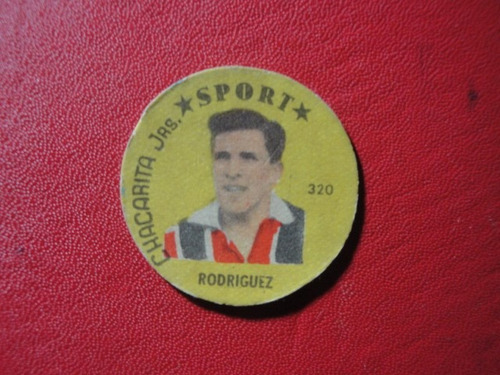 ★SPORT★
CHACARITA Jrs.
320
RODRIGUEZ